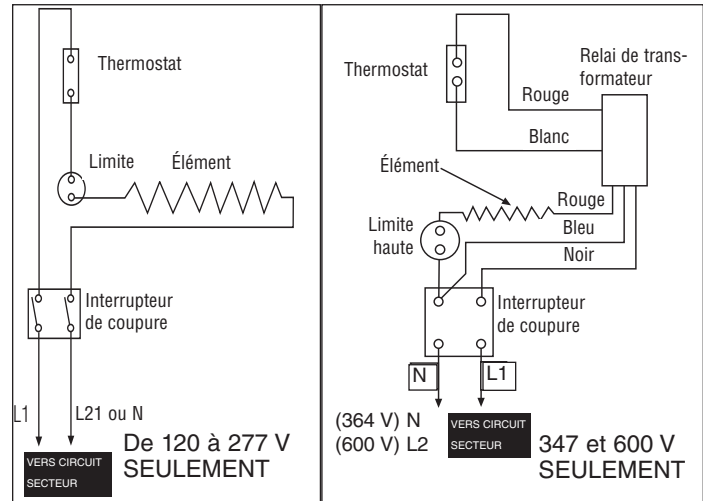 Thermostat
Limite
Élément
Interrupteur
de coupure
L1
L21 ou N
VERS CIRCUIT
SECTEUR
De 120 à 277 V
SEULEMENT
Thermostat
Relai de trans-
formateur
Rouge
Blanc
Élément
Rouge
Limite
haute
Bleu
Noir
Interrupteur
de coupure
N
L1
(364 V) N
(600 V) L2
VERS CIRCUIT
SECTEUR
347 et 600 V
SEULEMENT